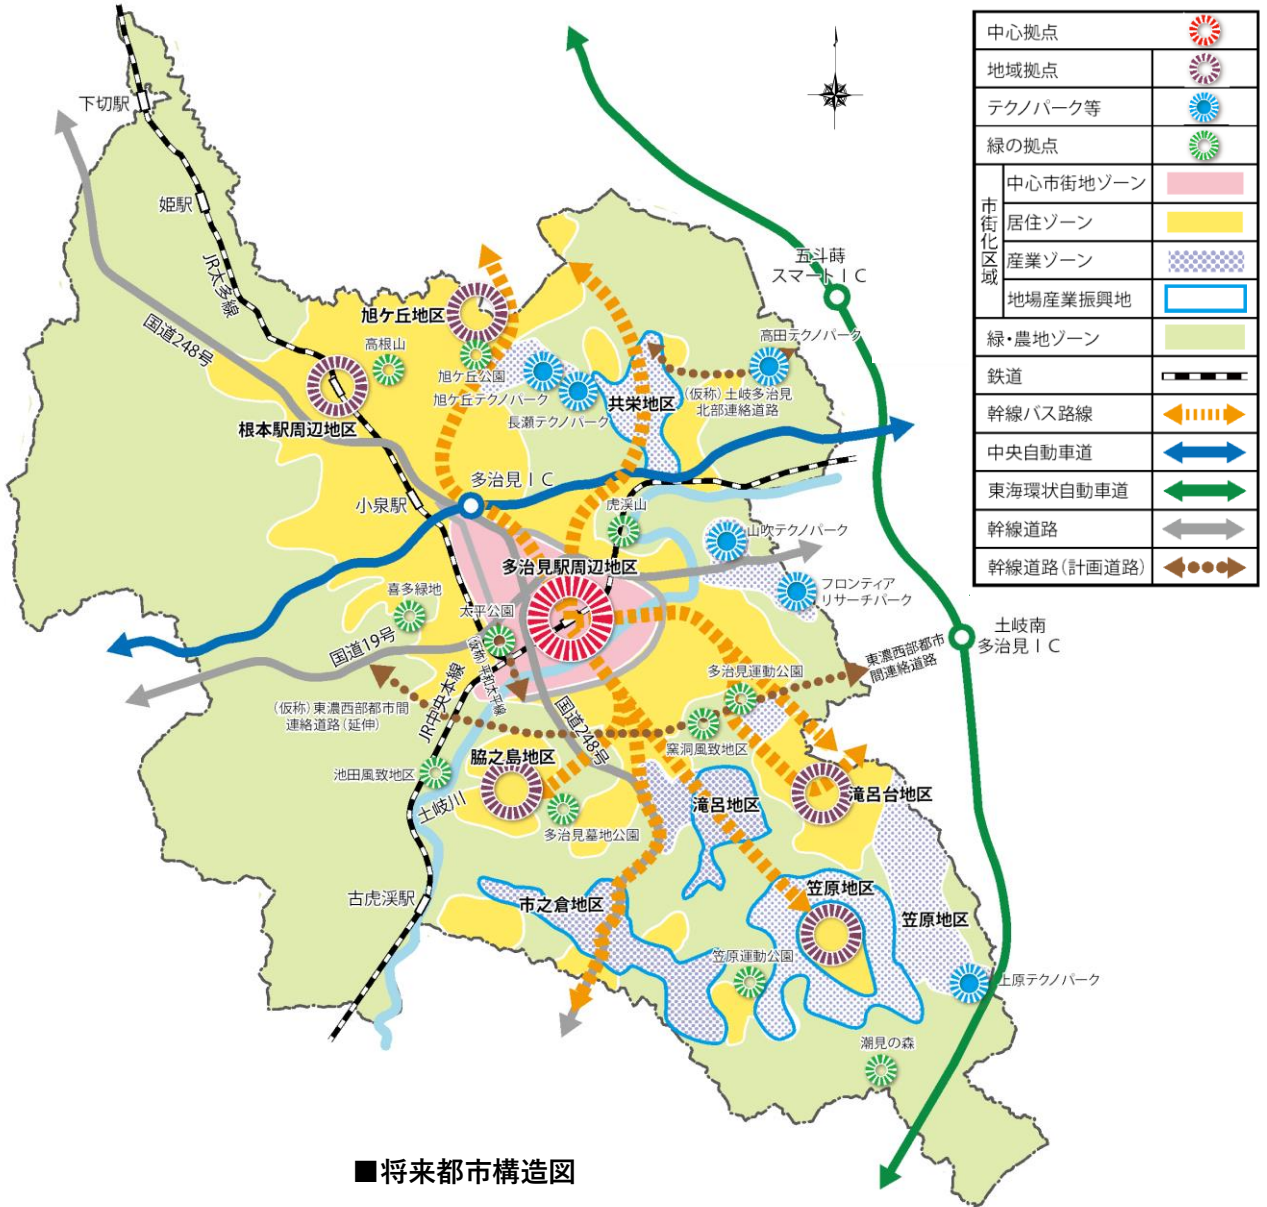 中心拠点
地域拠点
テクノパーク等
緑の拠点
市街化区域
中心市街地ゾーン
居住ゾーン
産業ゾーン
地場産業振興地
緑・農地ゾーン
鉄道
幹線バス路線
中央自動車道
東海環状自動車道
幹線道路
幹線道路(計画道路)
下切駅
姫駅
JR太多線
国道248号
五斗蒔
スマートIC
旭ケ丘地区
高根山
旭ケ丘公園
旭ケ丘テクノパーク
長瀬テクノパーク
高田テクノパーク
共栄地区
(仮称)土岐多治見
北部連絡道路
根本駅周辺地区
多治見IC
小泉駅
虎渓山
山吹テクノパーク
多治見駅周辺地区
フロンティア
リサーチパーク
喜多緑地
太平公園
国道19号
(仮称)平和太平線
土岐南
多治見IC
東濃西部都市
間連絡道路
多治見運動公園
(仮称)東濃西部都市間
連絡道路(延伸)
JR中央本線
国道248号
窯洞風致地区
脇之島地区
池田風致地区
土岐川
多治見墓地公園
滝呂地区
滝呂台地区
古虎渓駅
市之倉地区
笠原地区
笠原地区
笠原運動公園
上原テクノパーク
潮見の森
■将来都市構造図